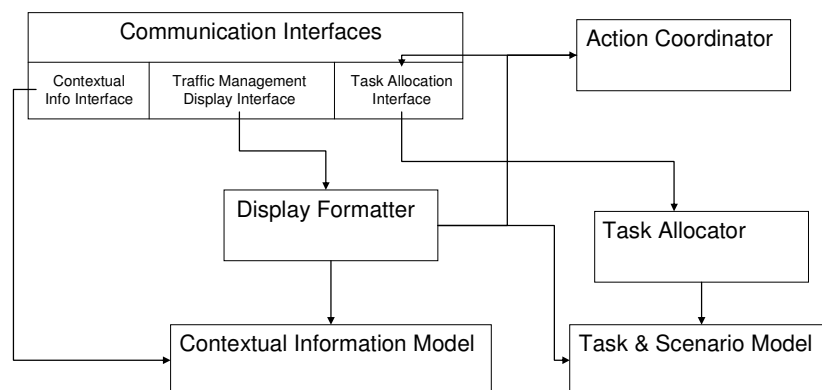 Communication Interfaces
Action Coordinator
Contextual
Info Interface
Traffic Management
Display Interface
Task Allocation
Interface
Display Formatter
Task Allocator
Contextual Information Model
Task & Scenario Model